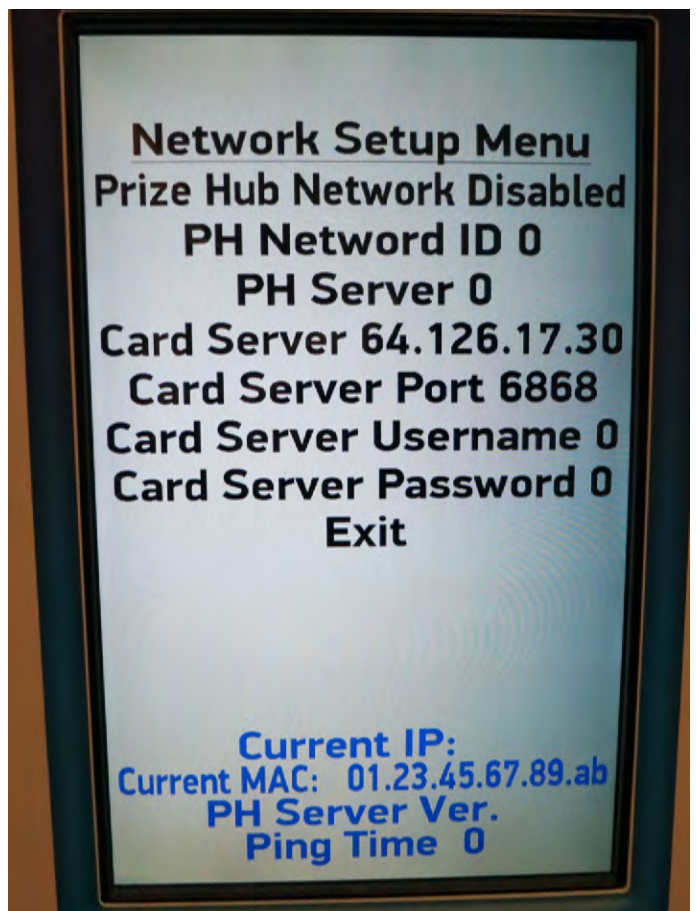 Network Setup Menu
Prize Hub Network Disabled
PH Netword ID 0
PH Server 0
Card Server 64.126.17.30
Card Server Port 6868
Card Server Username 0
Card Server Password 0
Exit
Current IP:
Current MAC: 01.23.45.67.89.ab
PH Server Ver.
Ping Time 0